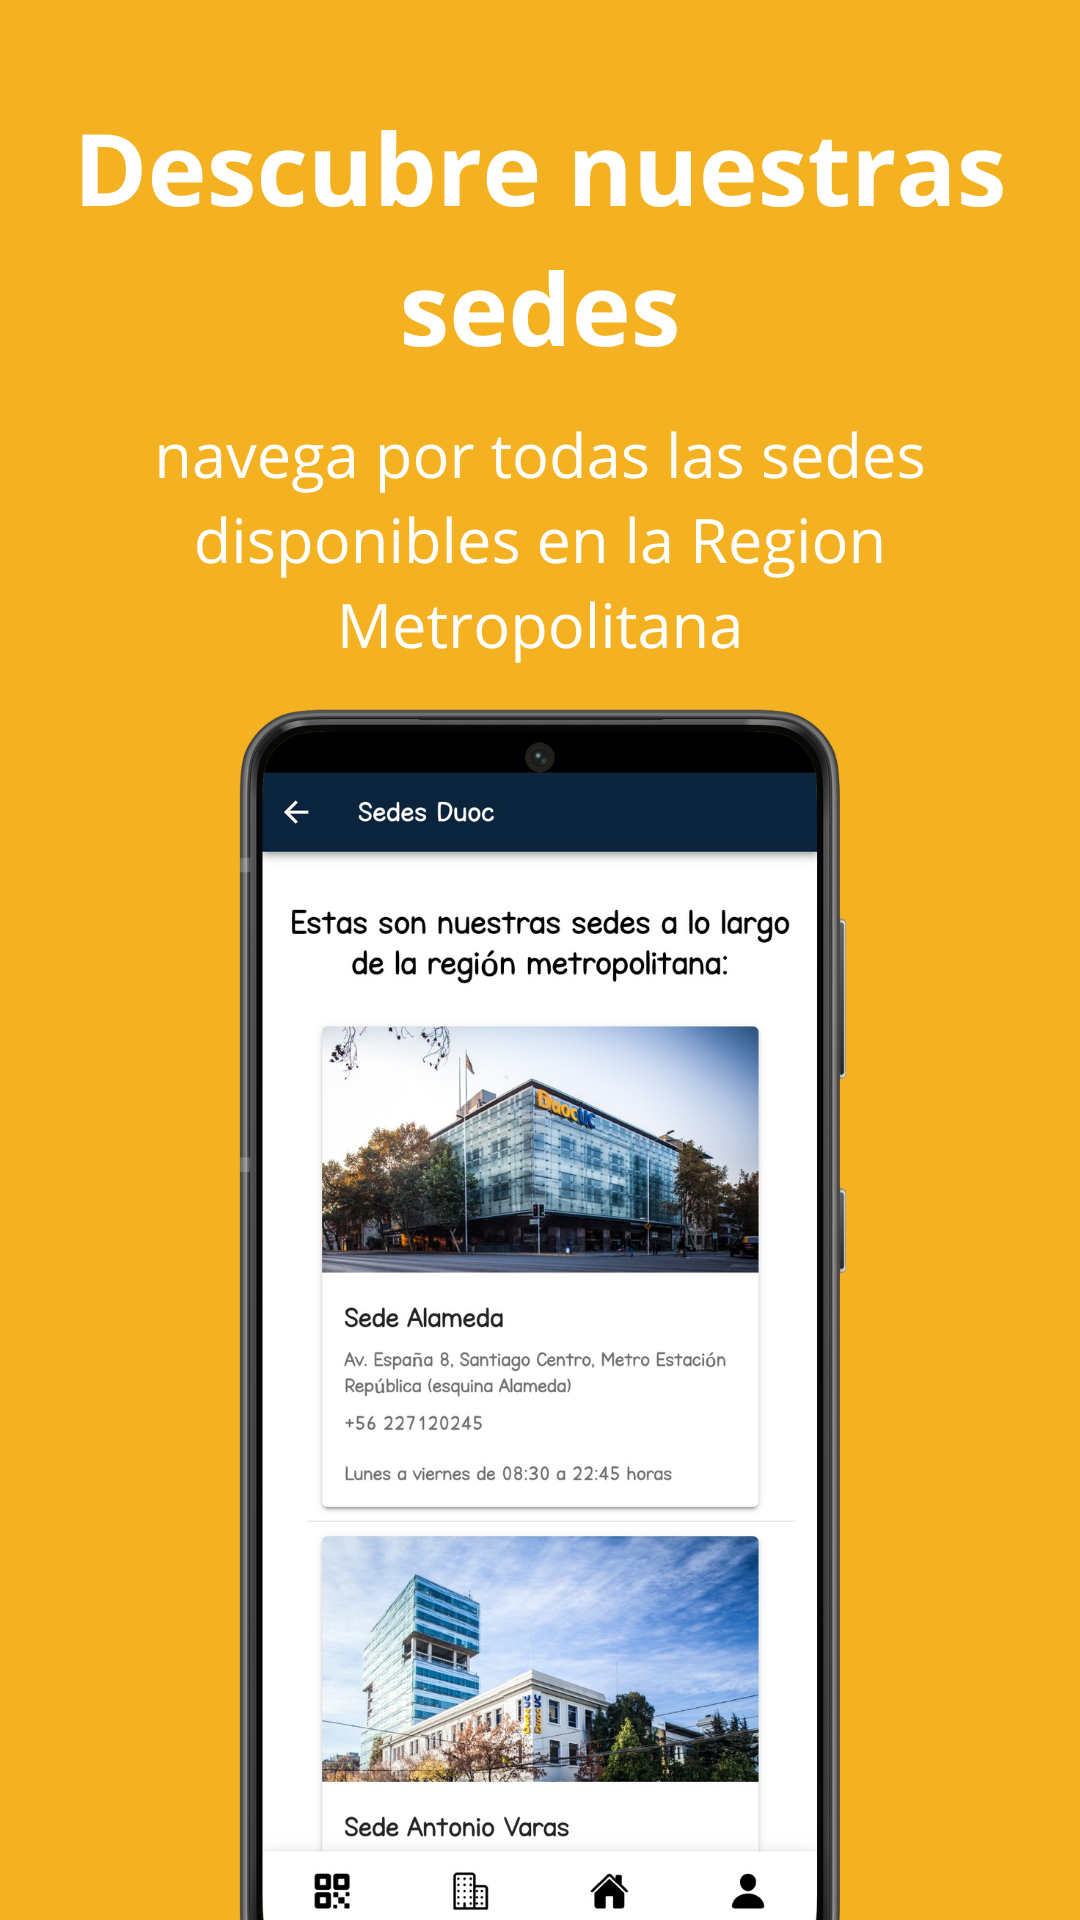 Descubre nuestras
sedes
navega por todas las sedes
disponibles en la Region
Metropolitana
Sedes Duoc
Estas son nuestras sedes a lo largo
de la región metropolitana:
DuocUC
Sede Alameda
Av. España 8, Santiago Centro, Metro Estación
República (esquina Alameda)
+56 227120245
Lunes a viernes de 08:30 a 22:45 horas
DuocUC
DuocUC
Sede Antonio Varas